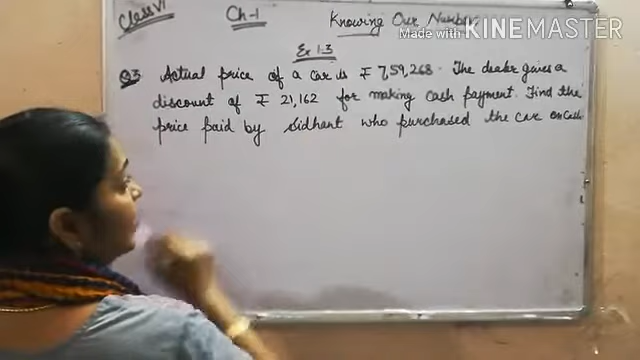 Class VI
Ch-1
Knowing Our Number
Made with KINEMASTER
Ex 1.3
Q3 Actual price of a car is ₹ 7,59,268. The dealer gives a
discount of ₹ 21,162 for making cash payment. Find the
price paid by Sidhant who purchased the car on cash